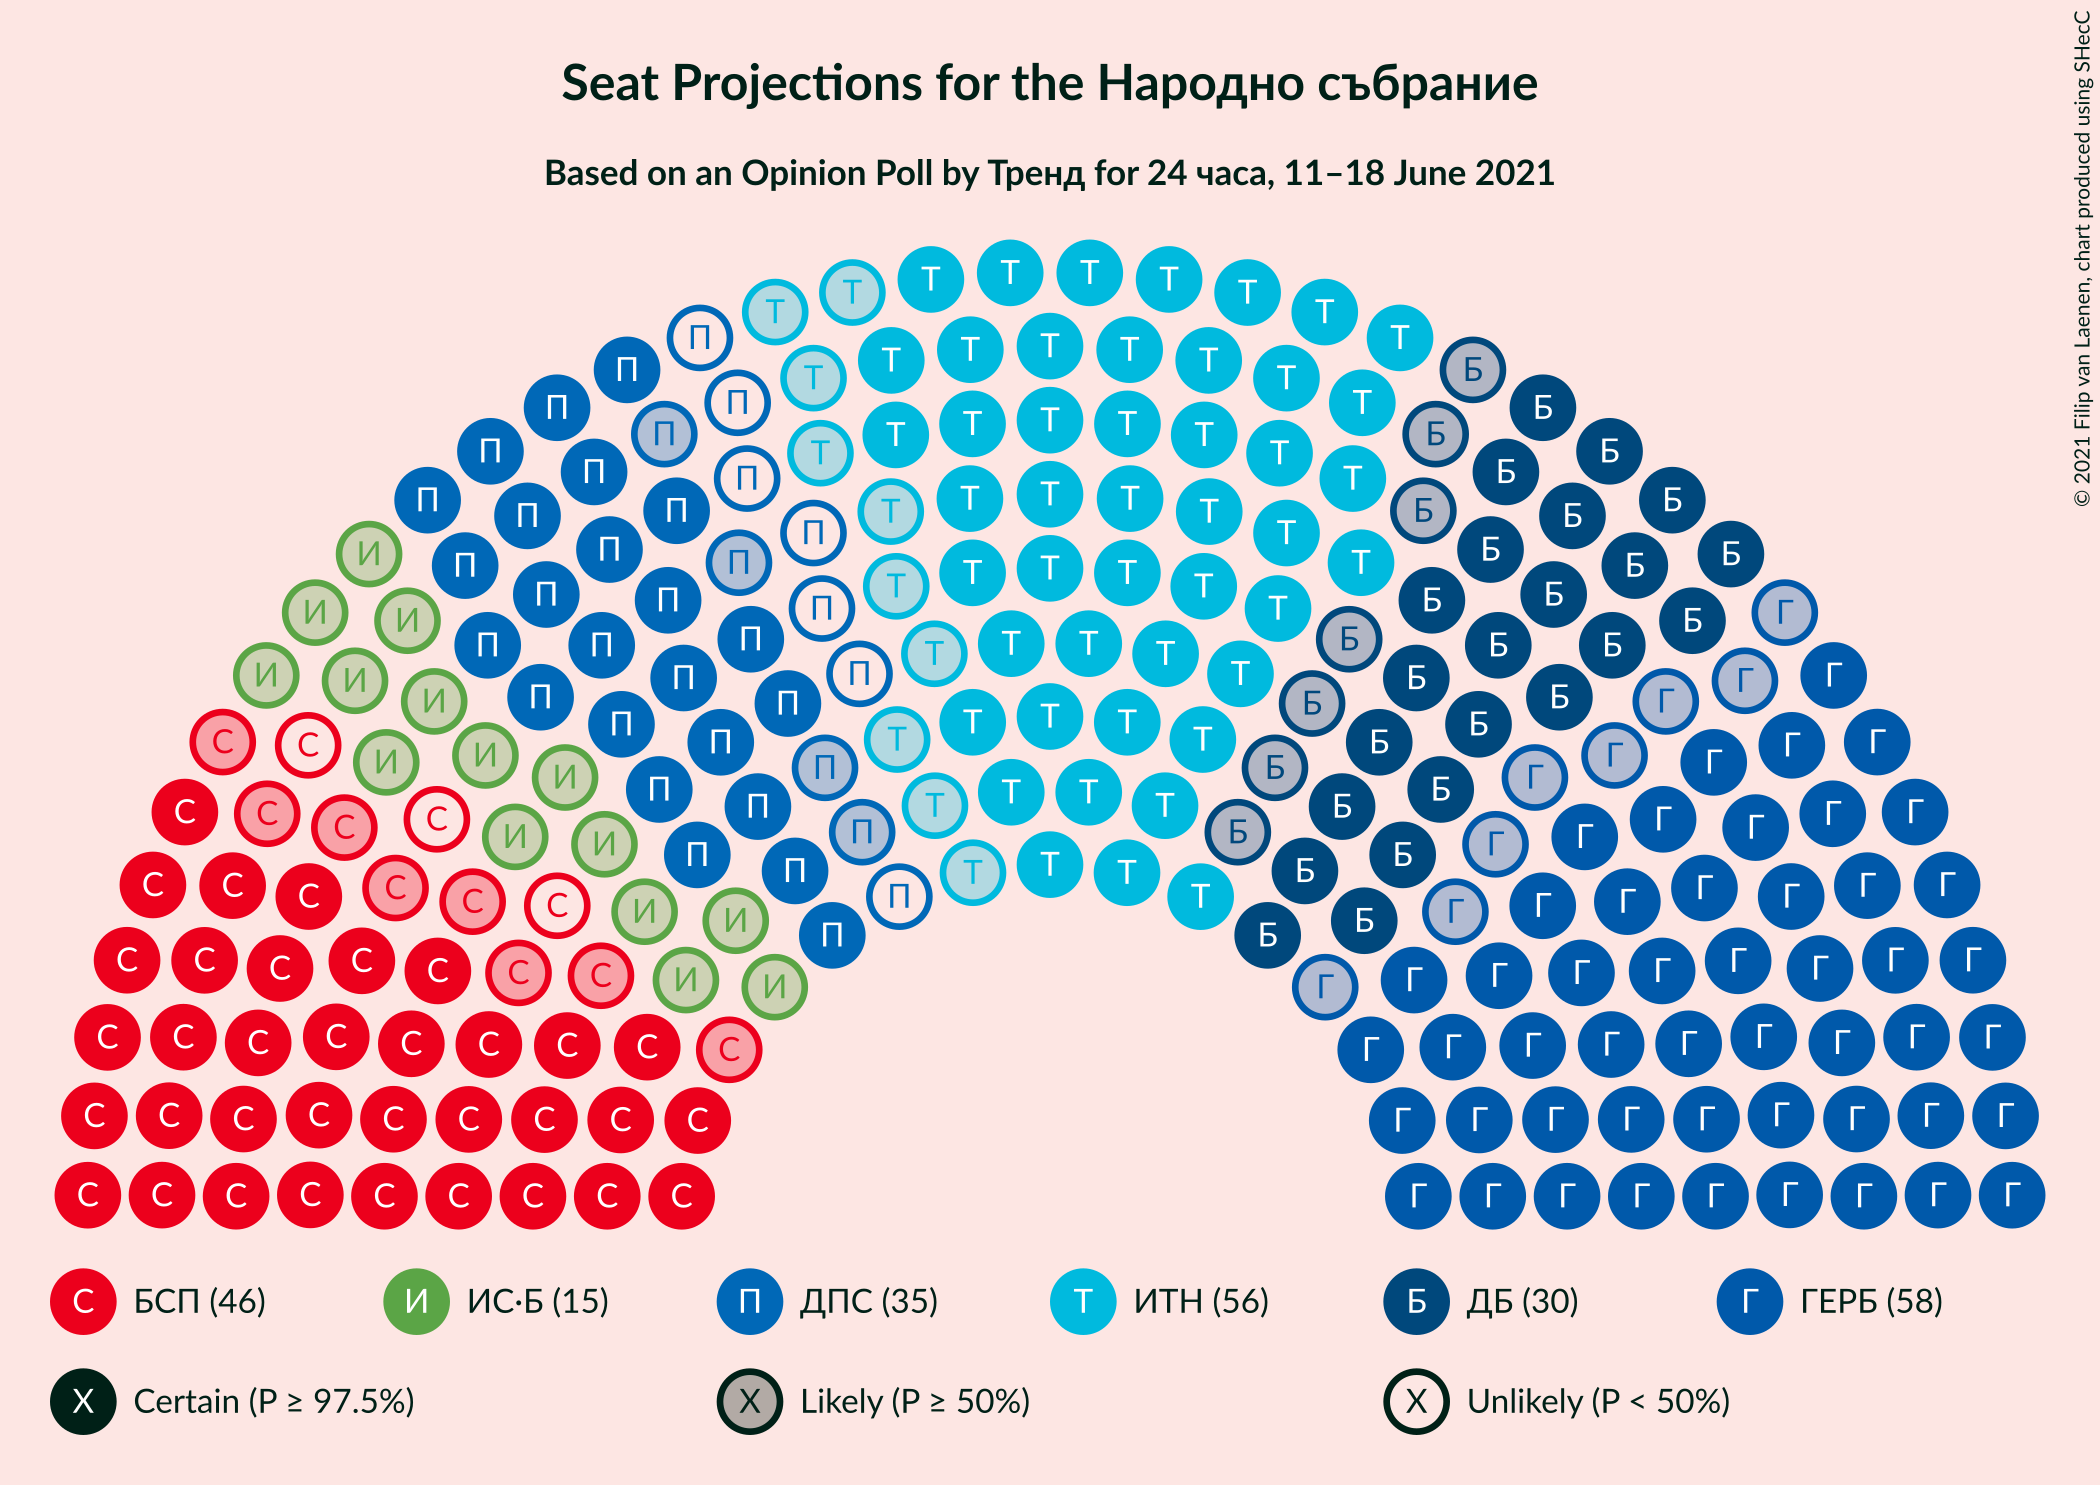 Seat Projections for the Народно събрание
Based on an Opinion Poll by Тренд for 24 часа, 11–18 June 2021
© 2021 Filip van Laenen, chart produced using SHecC
С БСП (46) И ИС·Б (15) П ДПС (35) Т ИТН (56) Б ДБ (30) Г ГЕРБ (58)
X Certain (P ≥ 97.5%) X Likely (P ≥ 50%) X Unlikely (P < 50%)